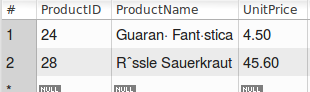 # ProductID ProductName UnitPrice
1 24 Guaran· Fant·stica 4.50
2 28 Rˆssle Sauerkraut 45.60
* NULL NULL NULL